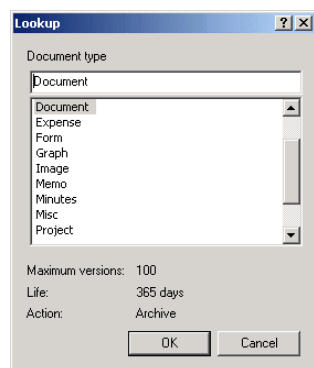 Lookup
Document type
Document
Document
Expense
Form
Graph
Image
Memo
Minutes
Misc
Project
Maximum versions: 100
Life: 365 days
Action: Archive
OK Cancel